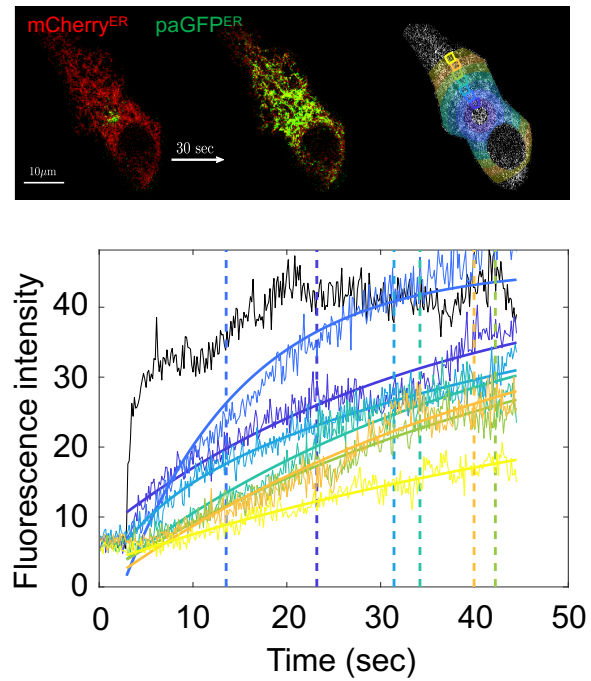 mCherryᴱᴿ paGFPᴱᴿ
30 sec
10μm
Fluorescence intensity
40
30
20
10
0
0 10 20 30 40 50
Time (sec)